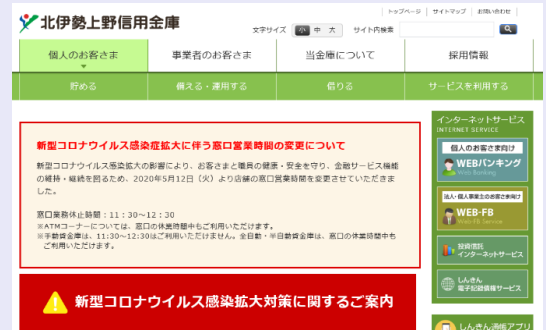 トップページ サイトマップ お問い合わせ
北伊勢上野信用金庫
文字サイズ 小 中 大 サイト内検索
個人のお客さま 事業者のお客さま 当金庫について 採用情報
貯める 備える・運用する 借りる サービスを利用する
新型コロナウイルス感染症拡大に伴う窓口営業時間の変更について
新型コロナウイルス感染拡大の影響により、お客さまと職員の健康・安全を守り、金融サービス機能
の維持・継続を図るため、2020年5月12日（火）より店舗の窓口営業時間を変更させていただきま
した。
窓口業務休止時間：11：30～12：30
※ATMコーナーについては、窓口の休業時間中もご利用いただけます。
※手動貸金庫は、11:30～12:30はご利用いただけません。全自動・半自動貸金庫は、窓口の休業時間中も
ご利用いただけます。
新型コロナウイルス感染拡大対策に関するご案内
インターネットサービス
INTERNET SERVICE
個人のお客さま向け
WEBバンキング
Web Banking
法人・個人事業主のお客さま向け
WEB-FB
Web-FB Service
投資信託
インターネットサービス
しんきん
電子記録債権サービス
しんきん通帳アプリ